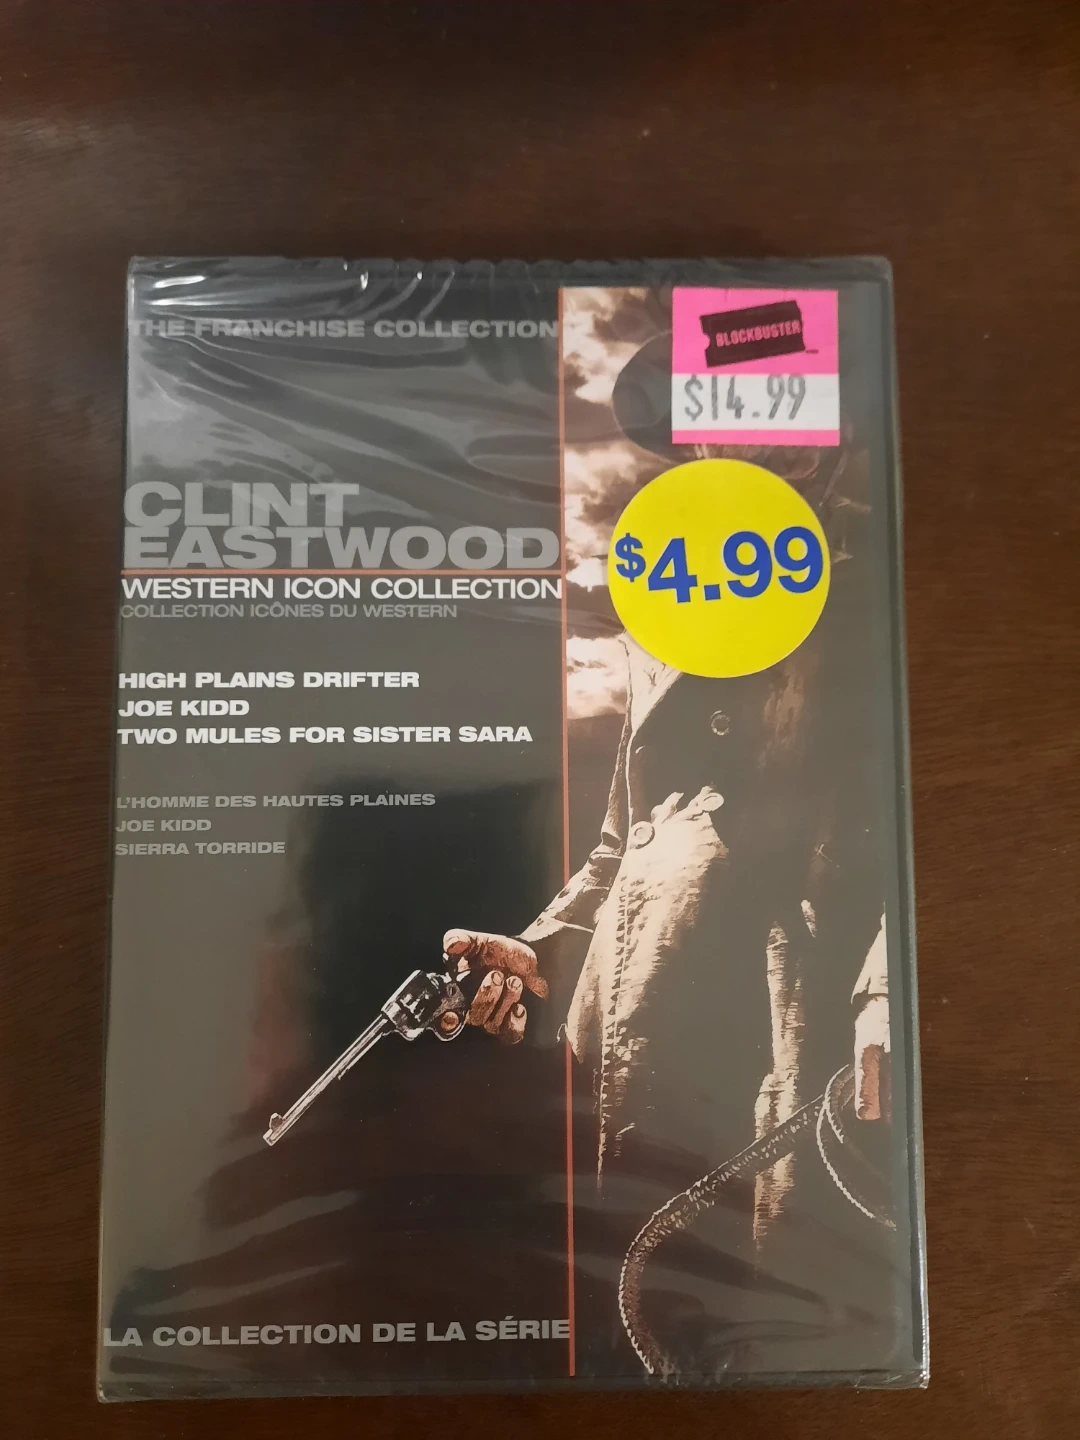 THE FRANCHISE COLLECTION
BLOCKBUSTER
$14.99
CLINT
EASTWOOD
$4.99
WESTERN ICON COLLECTION
COLLECTION ICÔNES DU WESTERN
HIGH PLAINS DRIFTER
JOE KIDD
TWO MULES FOR SISTER SARA
L'HOMME DES HAUTES PLAINES
JOE KIDD
SIERRA TORRIDE
LA COLLECTION DE LA SÉRIE